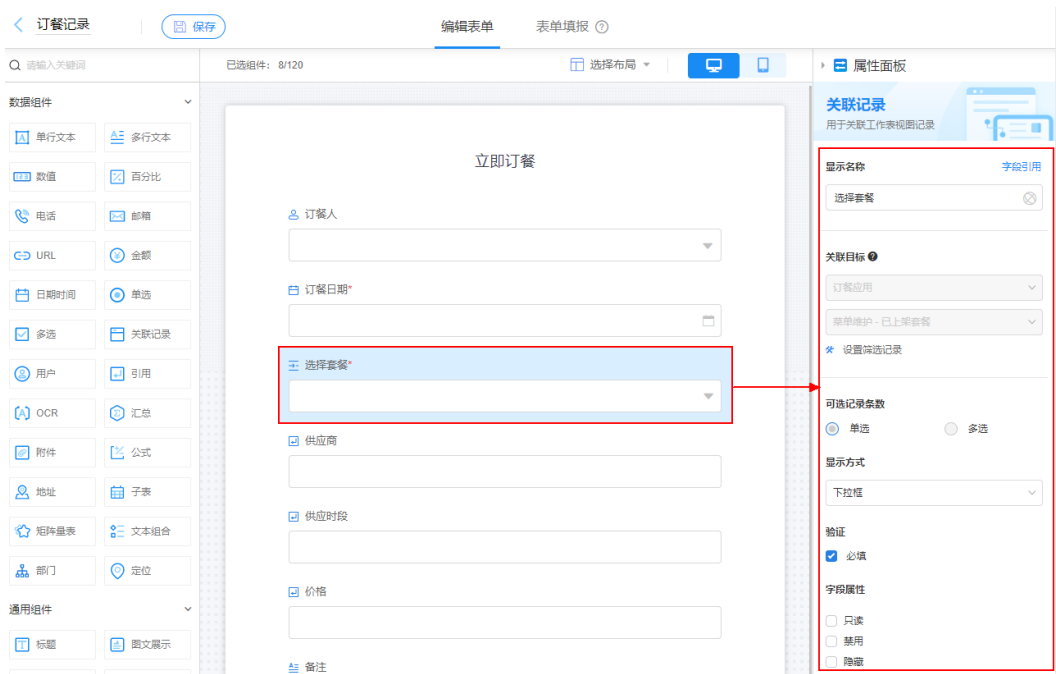 订餐记录
保存
编辑表单
表单填报
请输入关键词
已选组件: 8/120
选择布局
属性面板
数据组件
单行文本
多行文本
数值
百分比
电话
邮箱
URL
金额
日期时间
单选
多选
关联记录
用户
引用
OCR
汇总
附件
公式
地址
子表
矩阵量表
文本组合
部门
定位
通用组件
标题
图文展示
立即订餐
订餐人
订餐日期*
选择套餐*
供应商
供应时段
价格
备注
关联记录
用于关联工作表视图记录
显示名称
字段引用
选择套餐
关联目标
订餐应用
菜单维护 - 已上架套餐
设置筛选记录
可选记录条数
单选
多选
显示方式
下拉框
验证
必填
字段属性
只读
禁用
隐藏